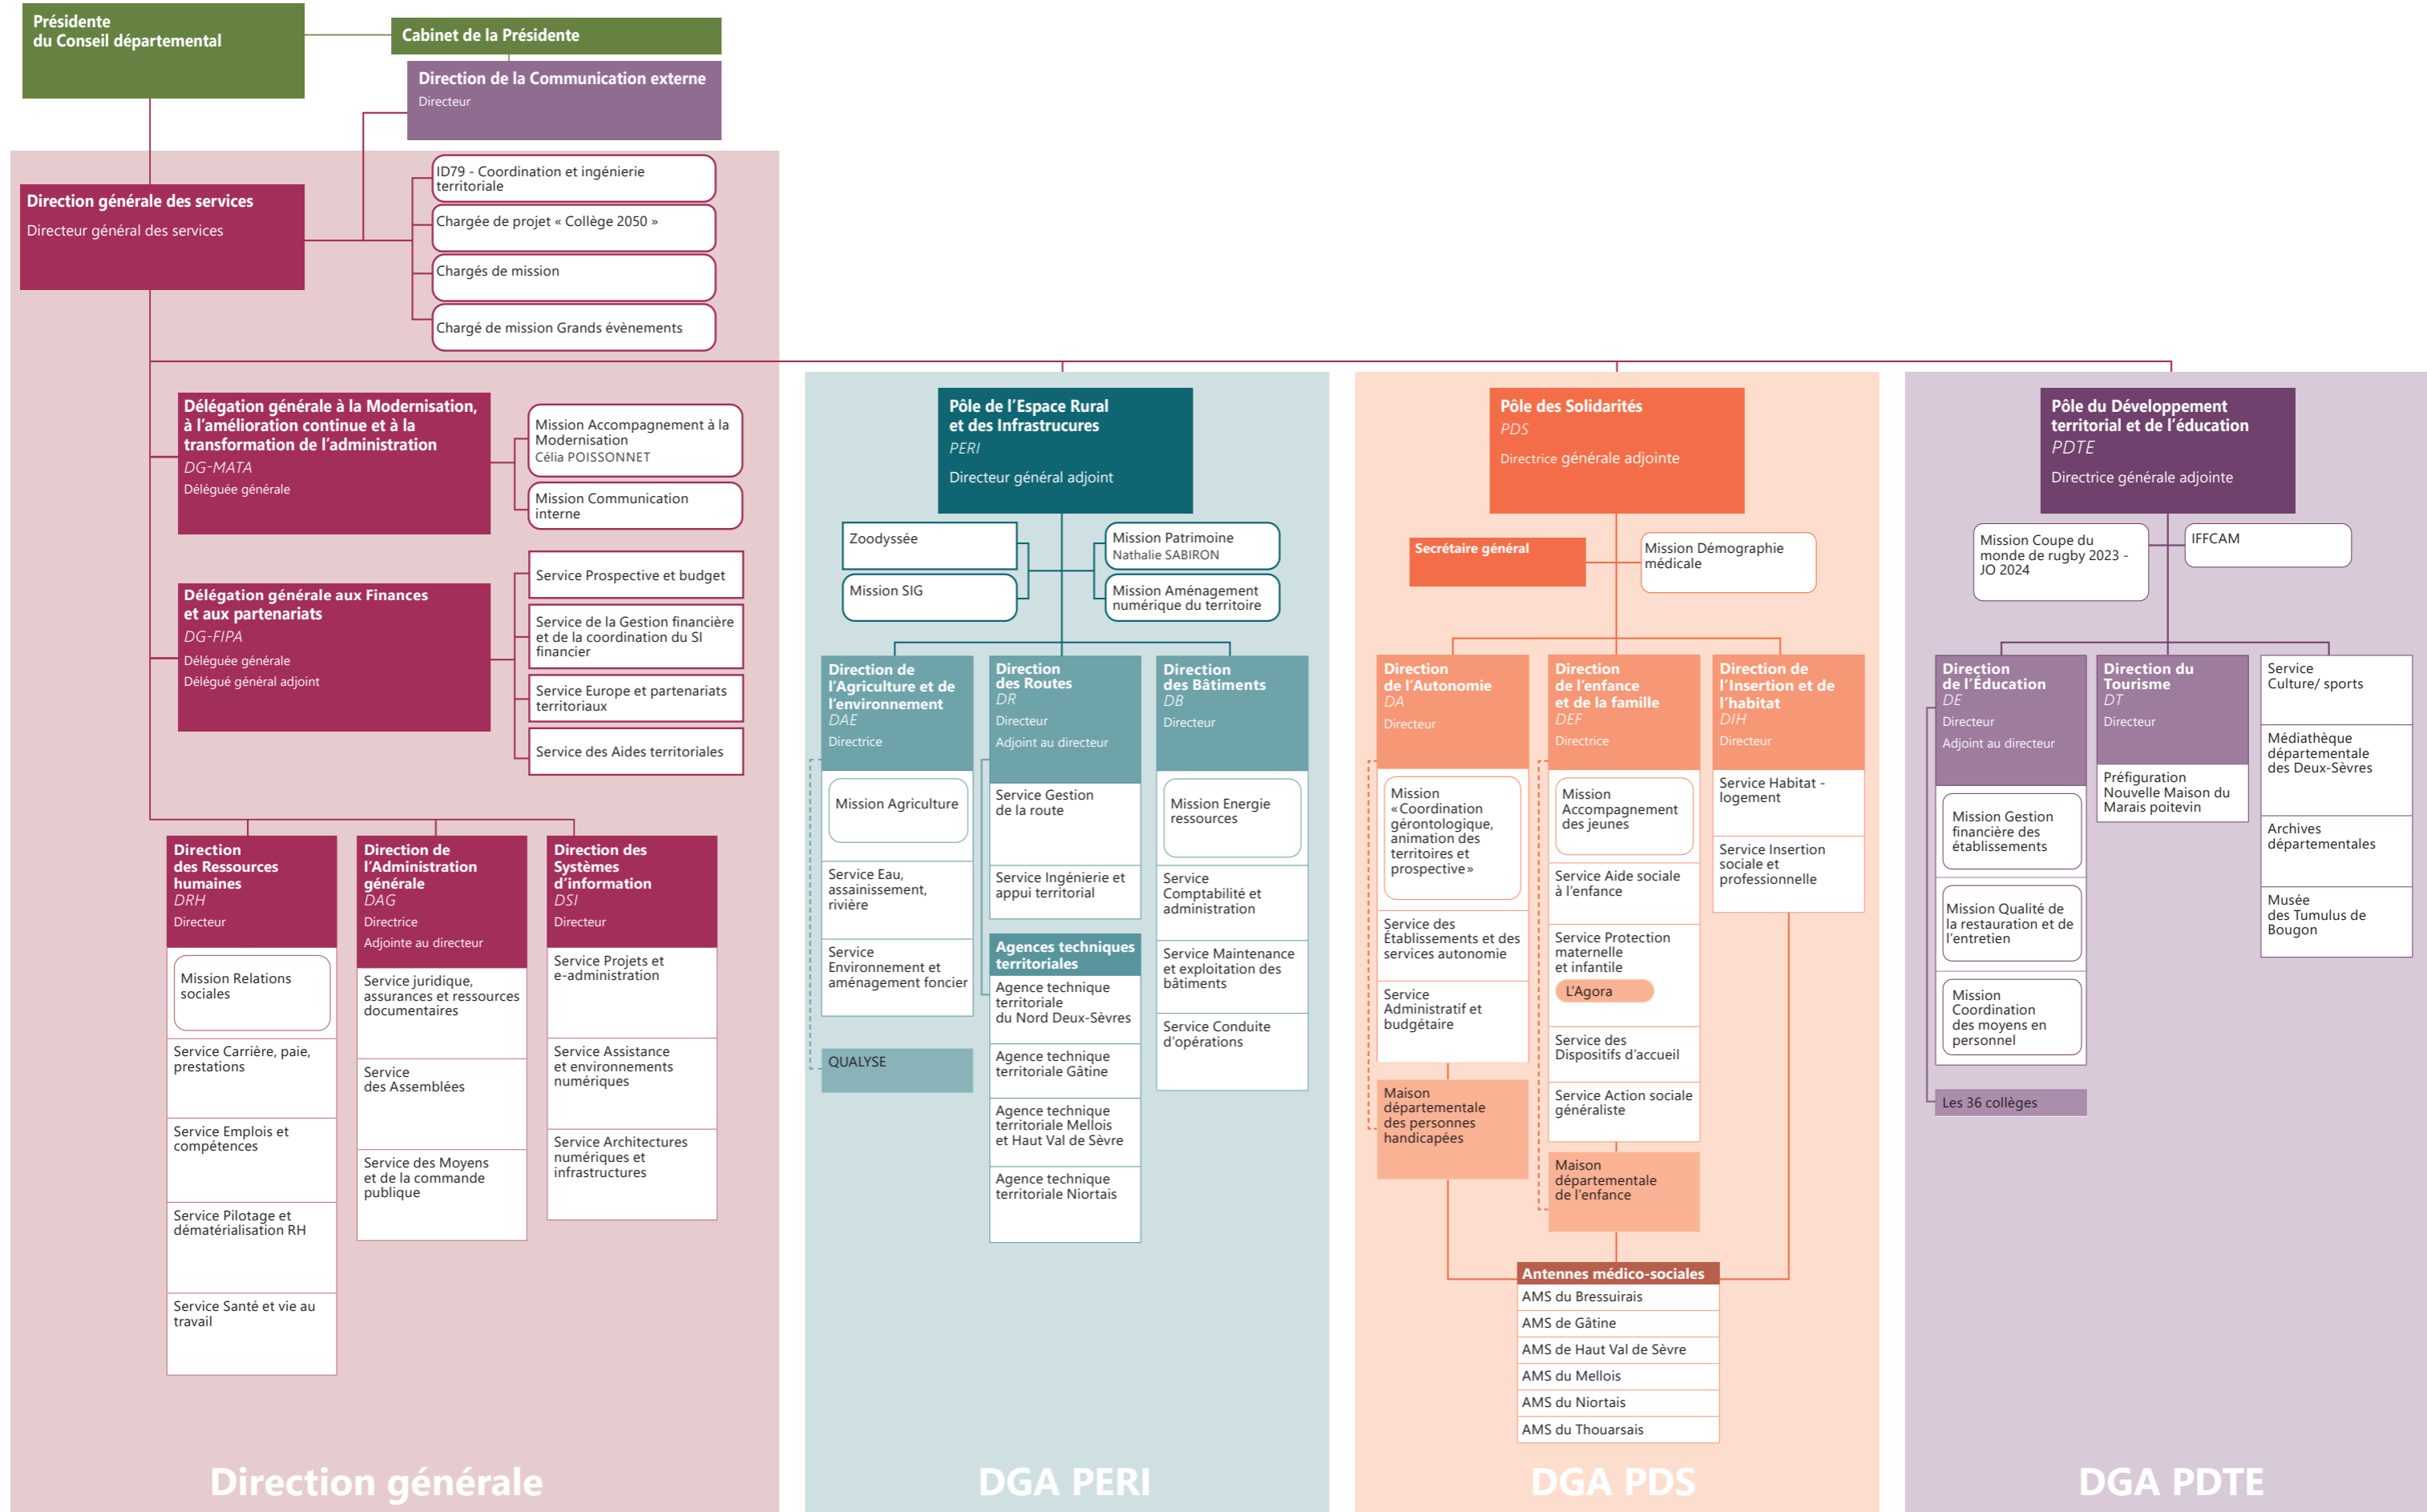 Présidente
du Conseil départemental
Cabinet de la Présidente
Direction de la Communication externe
Directeur
Direction générale des services
Directeur général des services
ID79 - Coordination et ingénierie
territoriale
Chargée de projet « Collège 2050 »
Chargés de mission
Chargé de mission Grands évènements
Délégation générale à la Modernisation,
à l’amélioration continue et à la
transformation de l’administration
DG-MATA
Déléguée générale
Mission Accompagnement à la
Modernisation
Célia POISSONNET
Mission Communication
interne
Délégation générale aux Finances
et aux partenariats
DG-FIPA
Déléguée générale
Délégué général adjoint
Service Prospective et budget
Service de la Gestion financière
et de la coordination du SI
financier
Service Europe et partenariats
territoriaux
Service des Aides territoriales
Direction
des Ressources
humaines
DRH
Directeur
Mission Relations
sociales
Service Carrière, paie,
prestations
Service Emplois et
compétences
Service Pilotage et
dématérialisation RH
Service Santé et vie au
travail
Direction de
l’Administration
générale
DAG
Directrice
Adjointe au directeur
Service juridique,
assurances et ressources
documentaires
Service
des Assemblées
Service des Moyens
et de la commande
publique
Direction des
Systèmes
d’information
DSI
Directeur
Service Projets et
e-administration
Service Assistance
et environnements
numériques
Service Architectures
numériques et
infrastructures
Direction générale
Pôle de l’Espace Rural
et des Infrastrucures
PERI
Directeur général adjoint
Zoodyssée
Mission SIG
Mission Patrimoine
Nathalie SABIRON
Mission Aménagement
numérique du territoire
Direction de
l’Agriculture et de
l’environnement
DAE
Directrice
Mission Agriculture
Service Eau,
assainissement,
rivière
Service
Environnement et
aménagement foncier
QUALYSE
Direction
des Routes
DR
Directeur
Adjoint au directeur
Service Gestion
de la route
Service Ingénierie et
appui territorial
Agences techniques
territoriales
Agence technique
territoriale
du Nord Deux-Sèvres
Agence technique
territoriale Gâtine
Agence technique
territoriale Mellois
et Haut Val de Sèvre
Agence technique
territoriale Niortais
Direction
des Bâtiments
DB
Directeur
Mission Energie
ressources
Service
Comptabilité et
administration
Service Maintenance
et exploitation des
bâtiments
Service Conduite
d’opérations
DGA PERI
Pôle des Solidarités
PDS
Directrice générale adjointe
Secrétaire général
Mission Démographie
médicale
Direction
de l’Autonomie
DA
Directeur
Mission
«Coordination
gérontologique,
animation des
territoires et
prospective»
Service des
Établissements et des
services autonomie
Service
Administratif et
budgétaire
Maison
départementale
des personnes
handicapées
Direction
de l’enfance
et de la famille
DEF
Directrice
Mission
Accompagnement
des jeunes
Service Aide sociale
à l’enfance
Service Protection
maternelle
et infantile
L’Agora
Service des
Dispositifs d’accueil
Service Action sociale
généraliste
Maison
départementale
de l’enfance
Direction de
l’Insertion et de
l’habitat
DIH
Directeur
Service Habitat -
logement
Service Insertion
sociale et
professionnelle
Antennes médico-sociales
AMS du Bressuirais
AMS de Gâtine
AMS de Haut Val de Sèvre
AMS du Mellois
AMS du Niortais
AMS du Thouarsais
DGA PDS
Pôle du Développement
territorial et de l’éducation
PDTE
Directrice générale adjointe
Mission Coupe du
monde de rugby 2023 -
JO 2024
IFFCAM
Direction
de l’Éducation
DE
Directeur
Adjoint au directeur
Mission Gestion
financière des
établissements
Mission Qualité de
la restauration et de
l’entretien
Mission
Coordination
des moyens en
personnel
Les 36 collèges
Direction du
Tourisme
DT
Directeur
Préfiguration
Nouvelle Maison du
Marais poitevin
Service
Culture/ sports
Médiathèque
départementale
des Deux-Sèvres
Archives
départementales
Musée
des Tumulus de
Bougon
DGA PDTE